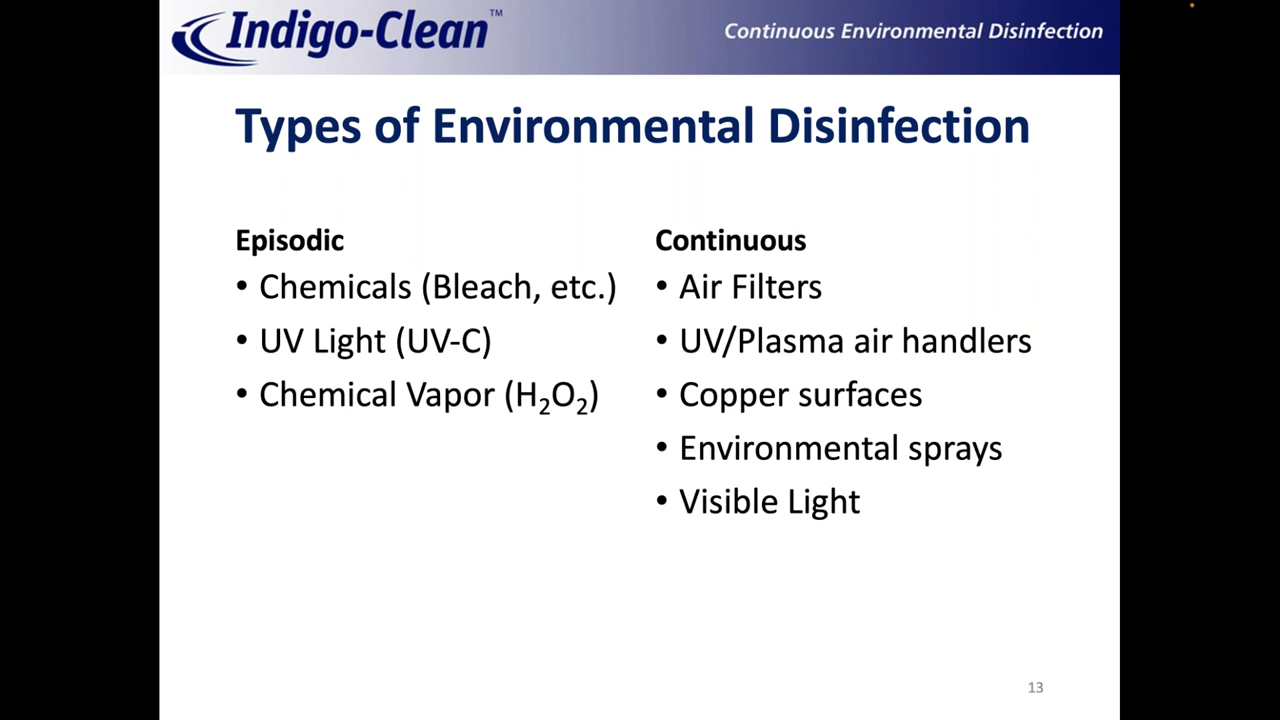 Indigo-Clean™
Continuous Environmental Disinfection
Types of Environmental Disinfection
Episodic
• Chemicals (Bleach, etc.)
• UV Light (UV-C)
• Chemical Vapor (H₂O₂)
Continuous
• Air Filters
• UV/Plasma air handlers
• Copper surfaces
• Environmental sprays
• Visible Light
13